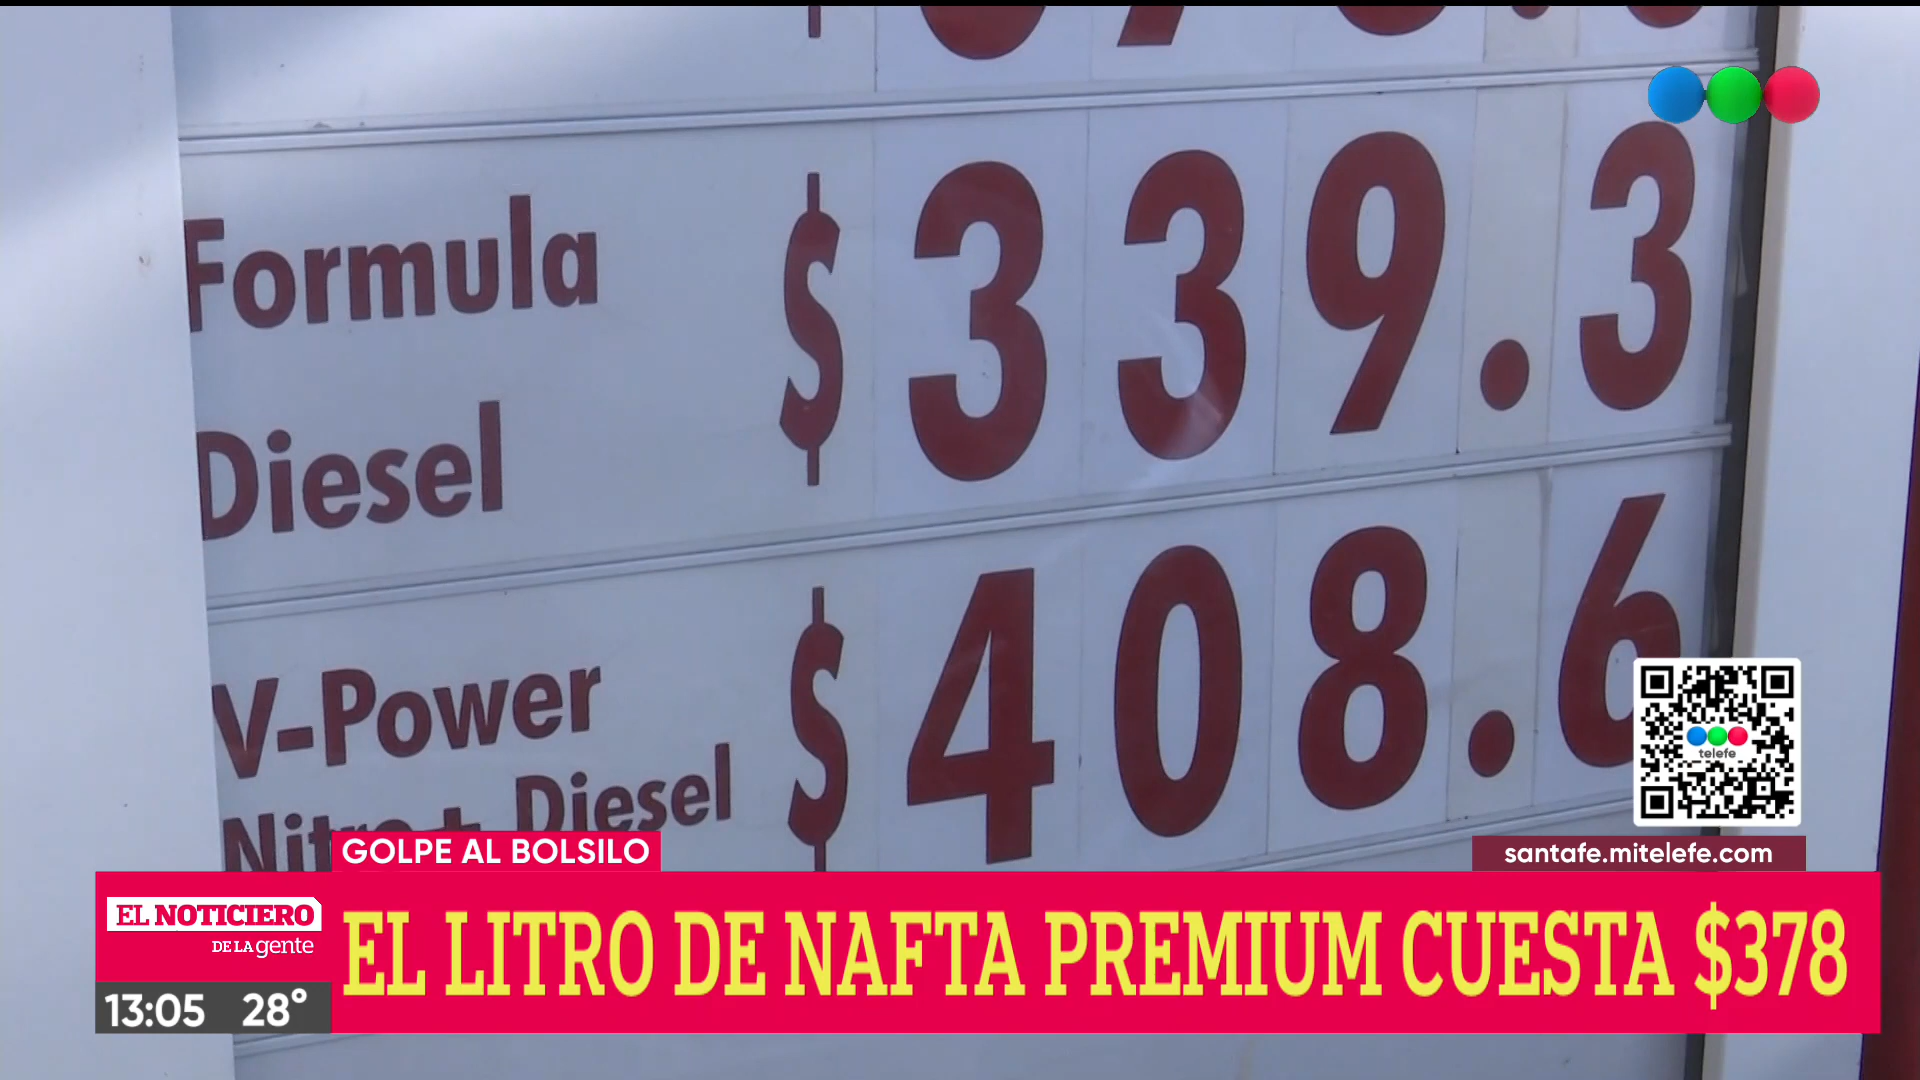 Formula
Diesel
$ 339.3
V-Power
Nitro + Diesel
$ 408.6
telefe
santafe.mitelefe.com
GOLPE AL BOLSILO
EL NOTICIERO
DE LA gente
EL LITRO DE NAFTA PREMIUM CUESTA $378
13:05 28°